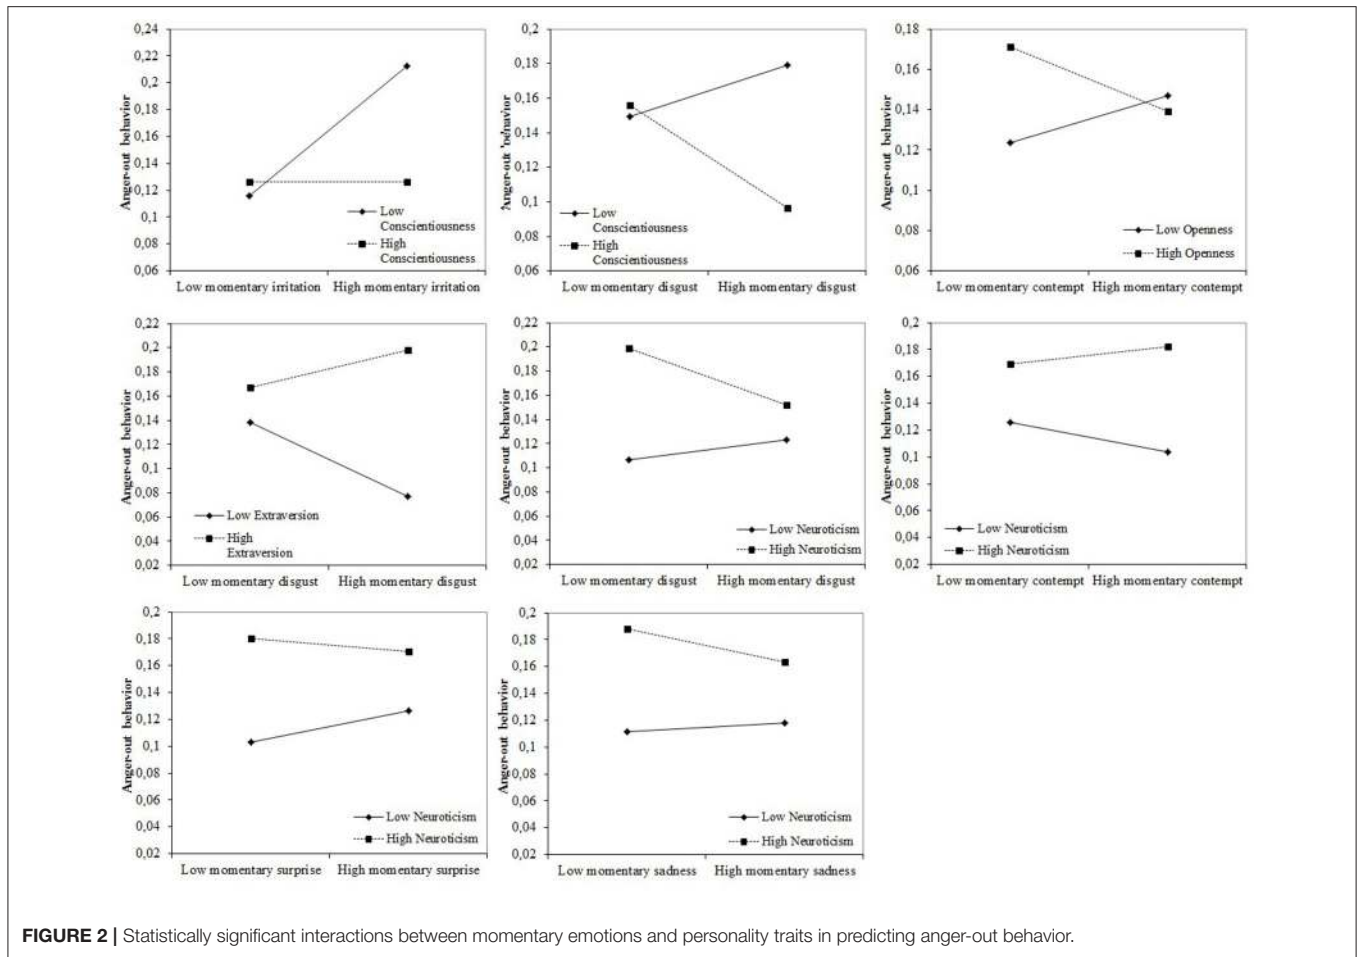 0,24
0,22
0,2
0,18
0,16
0,14
0,12
0,1
0,08
0,06
Anger-out behavior
Low
Conscientiousness
High
Conscientiousness
Low momentary irritation High momentary irritation
0,2
0,18
0,16
0,14
0,12
0,1
0,08
0,06
Anger-out behavior
Low
Conscientiousness
High
Conscientiousness
Low momentary disgust High momentary disgust
0,18
0,16
0,14
0,12
0,1
0,08
0,06
Anger-out behavior
Low Openness
High Openness
Low momentary contempt High momentary contempt
0,22
0,2
0,18
0,16
0,14
0,12
0,1
0,08
0,06
0,04
0,02
Anger-out behavior
Low Extraversion
High
Extraversion
Low momentary disgust High momentary disgust
0,22
0,2
0,18
0,16
0,14
0,12
0,1
0,08
0,06
0,04
0,02
Anger-out behavior
Low Neuroticism
High Neuroticism
Low momentary disgust High momentary disgust
0,2
0,18
0,16
0,14
0,12
0,1
0,08
0,06
0,04
0,02
Anger-out behavior
Low Neuroticism
High Neuroticism
Low momentary contempt High momentary contempt
0,2
0,18
0,16
0,14
0,12
0,1
0,08
0,06
0,04
0,02
Anger-out behavior
Low Neuroticism
High Neuroticism
Low momentary surprise High momentary surprise
0,2
0,18
0,16
0,14
0,12
0,1
0,08
0,06
0,04
0,02
Anger-out behavior
Low Neuroticism
High Neuroticism
Low momentary sadness High momentary sadness
FIGURE 2 | Statistically significant interactions between momentary emotions and personality traits in predicting anger-out behavior.